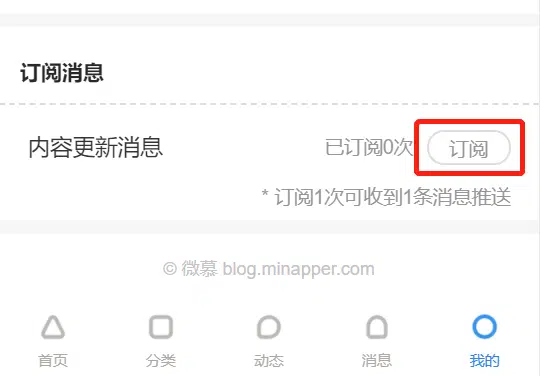 订阅消息
内容更新消息 已订阅0次 订阅
* 订阅1次可收到1条消息推送
© 微慕 blog.minapper.com
首页 分类 动态 消息 我的